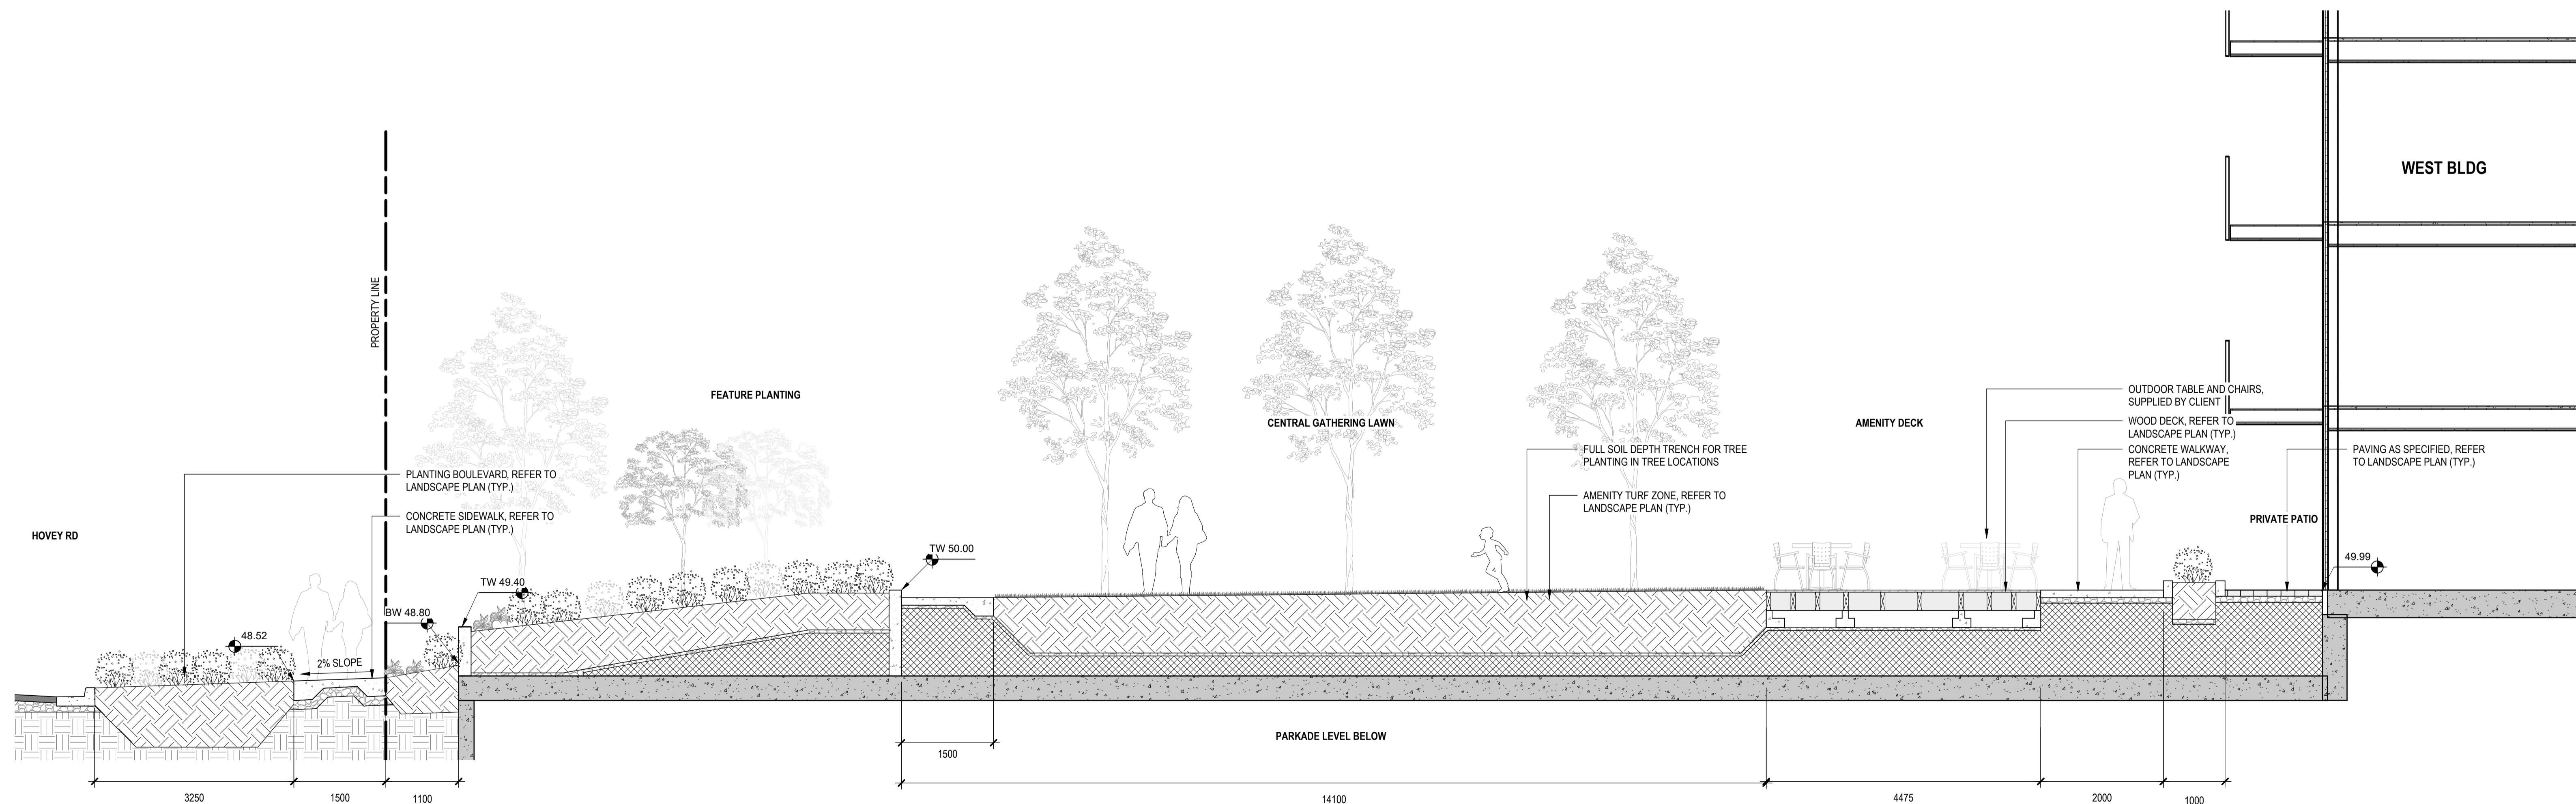 WEST BLDG
PROPERTY LINE
FEATURE PLANTING
CENTRAL GATHERING LAWN
AMENITY DECK
OUTDOOR TABLE AND CHAIRS,
SUPPLIED BY CLIENT
WOOD DECK, REFER TO
LANDSCAPE PLAN (TYP.)
CONCRETE WALKWAY,
REFER TO LANDSCAPE
PLAN (TYP.)
PAVING AS SPECIFIED, REFER
TO LANDSCAPE PLAN (TYP.)
FULL SOIL DEPTH TRENCH FOR TREE
PLANTING IN TREE LOCATIONS
AMENITY TURF ZONE, REFER TO
LANDSCAPE PLAN (TYP.)
PLANTING BOULEVARD, REFER TO
LANDSCAPE PLAN (TYP.)
CONCRETE SIDEWALK, REFER TO
LANDSCAPE PLAN (TYP.)
HOVEY RD
PRIVATE PATIO
TW 50.00
49.99
TW 49.40
BW 48.80
48.52
2% SLOPE
PARKADE LEVEL BELOW
1500
3250
1500
1100
14100
4475
2000
1000